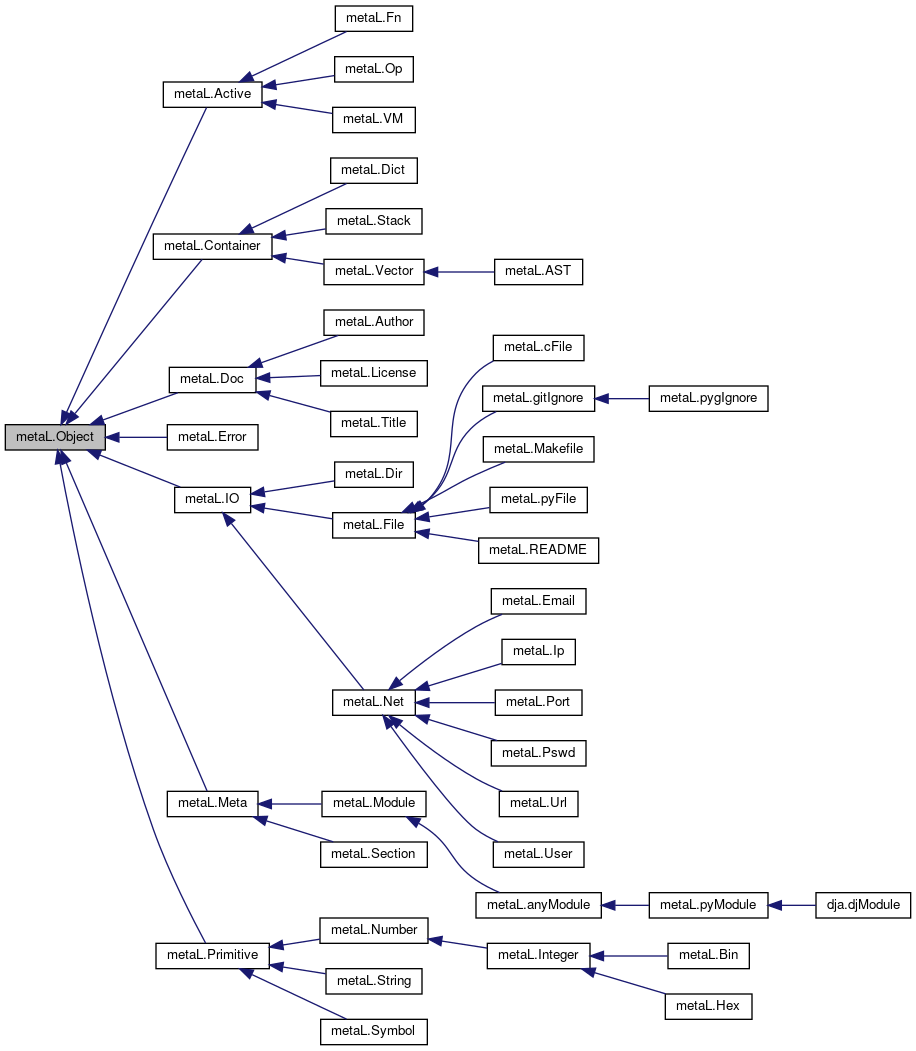 metaL.Fn
metaL.Op
metaL.Active
metaL.VM
metaL.Dict
metaL.Stack
metaL.Container
metaL.Vector
metaL.AST
metaL.Author
metaL.cFile
metaL.License
metaL.Doc
metaL.gitIgnore
metaL.pygIgnore
metaL.Title
metaL.Object
metaL.Error
metaL.Makefile
metaL.Dir
metaL.IO
metaL.pyFile
metaL.File
metaL.README
metaL.Email
metaL.Ip
metaL.Net
metaL.Port
metaL.Pswd
metaL.Meta
metaL.Module
metaL.Url
metaL.Section
metaL.User
metaL.anyModule
metaL.pyModule
dja.djModule
metaL.Number
metaL.Primitive
metaL.Integer
metaL.Bin
metaL.String
metaL.Hex
metaL.Symbol